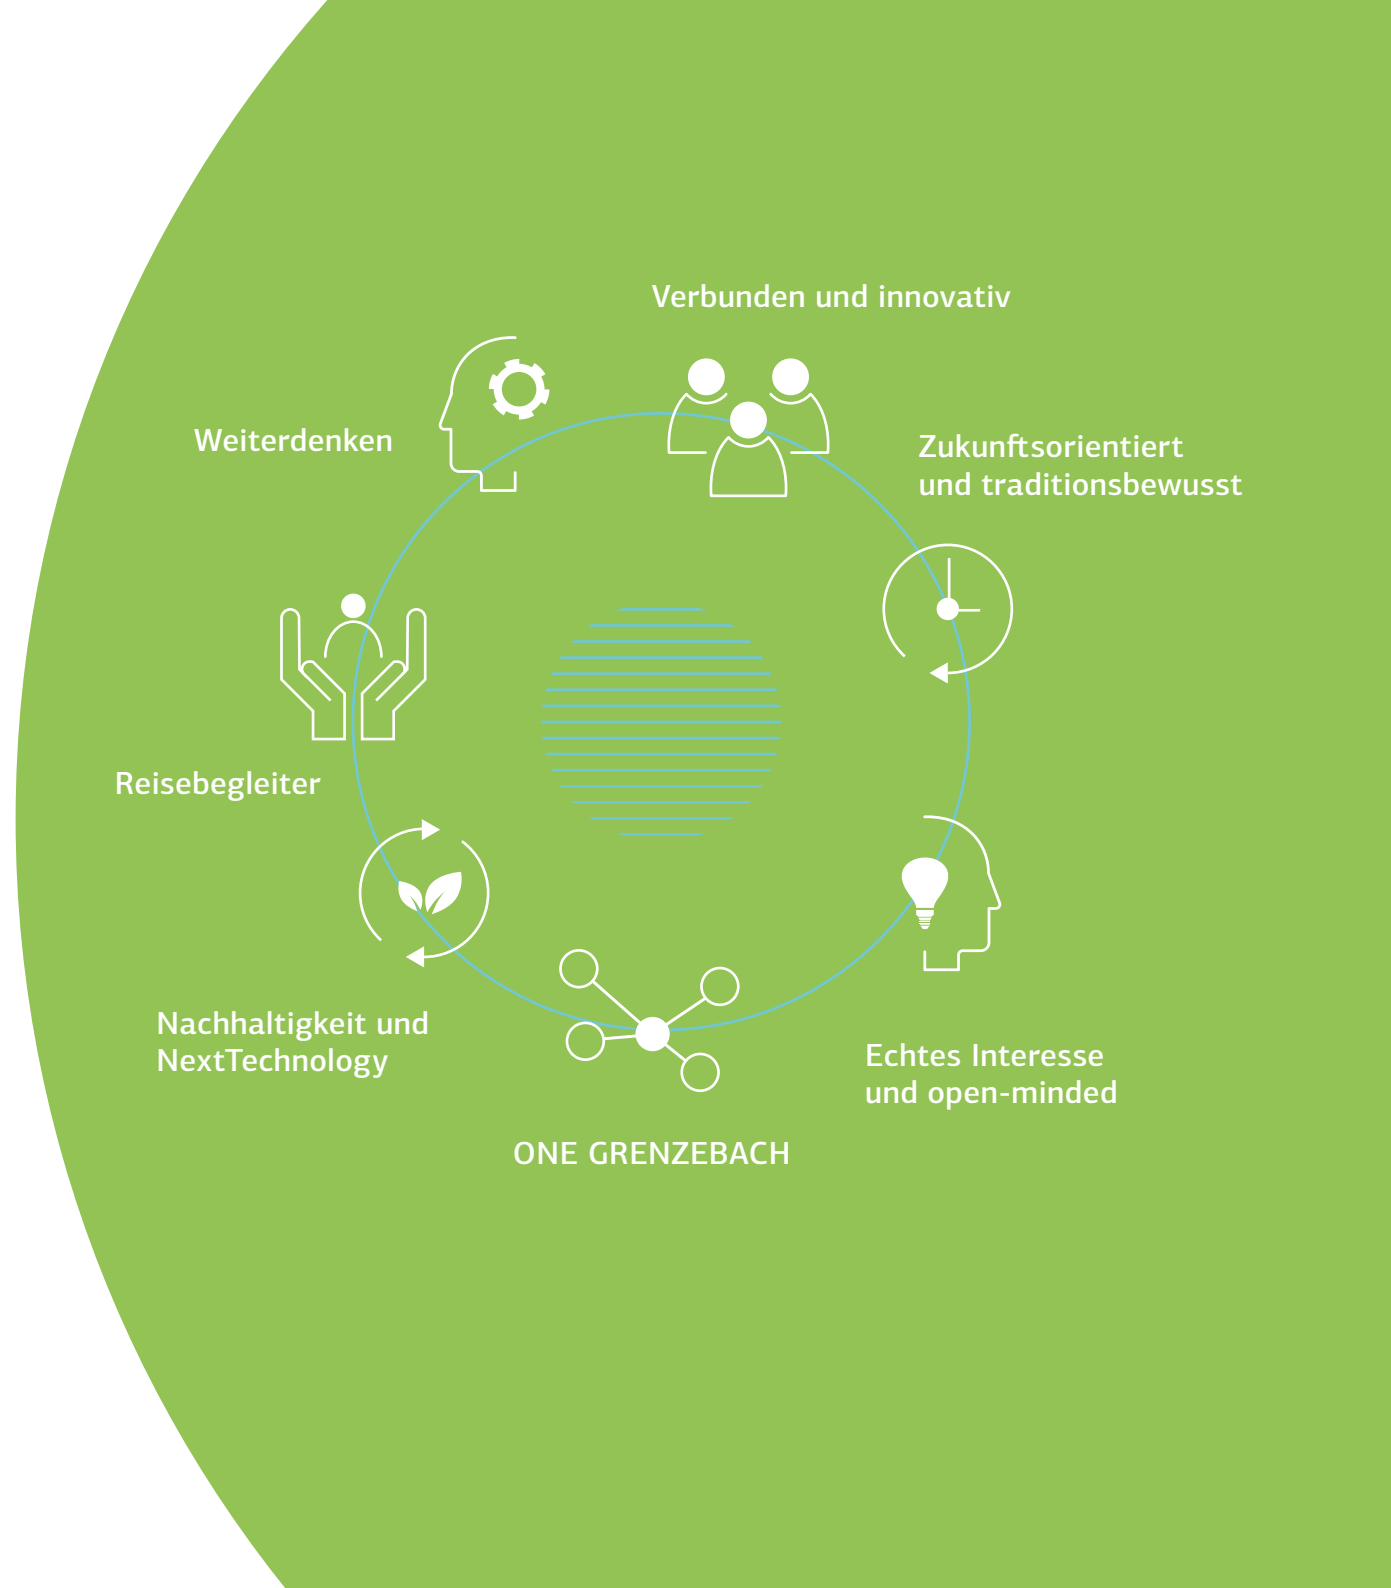 Verbunden und innovativ
Weiterdenken
Zukunftsorientiert
und traditionsbewusst
Reisebegleiter
Nachhaltigkeit und
NextTechnology
Echtes Interesse
und open-minded
ONE GRENZEBACH